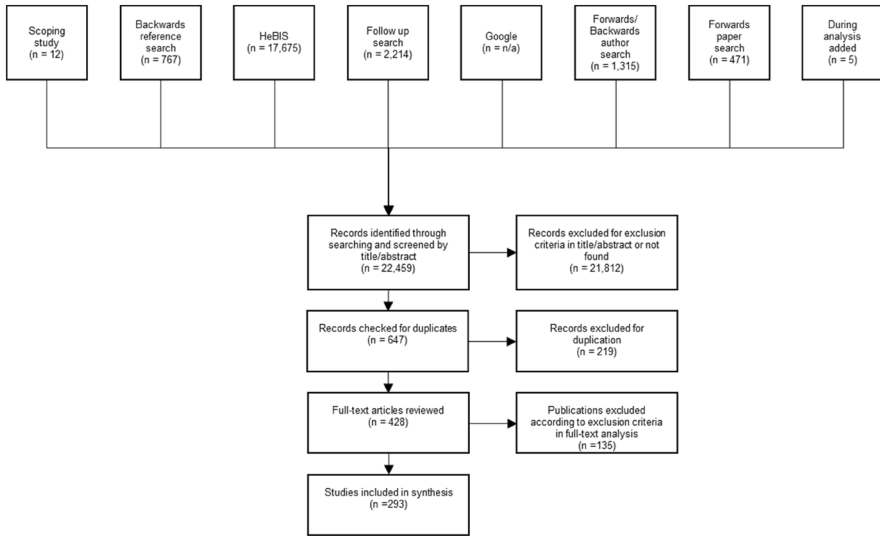 Scoping
study
(n = 12)
Backwards
reference
search
(n = 767)
HeBIS
(n = 17,675)
Follow up
search
(n = 2,214)
Google
(n = n/a)
Forwards/
Backwards
author
search
(n = 1,315)
Forwards
paper
search
(n = 471)
During
analysis
added
(n = 5)
Records identified through
searching and screened by
title/abstract
(n = 22,459)
Records excluded for exclusion
criteria in title/abstract or not
found
(n = 21,812)
Records checked for duplicates
(n = 647)
Records excluded for
duplication
(n = 219)
Full-text articles reviewed
(n = 428)
Publications excluded
according to exclusion criteria
in full-text analysis
(n =135)
Studies included in synthesis
(n =293)